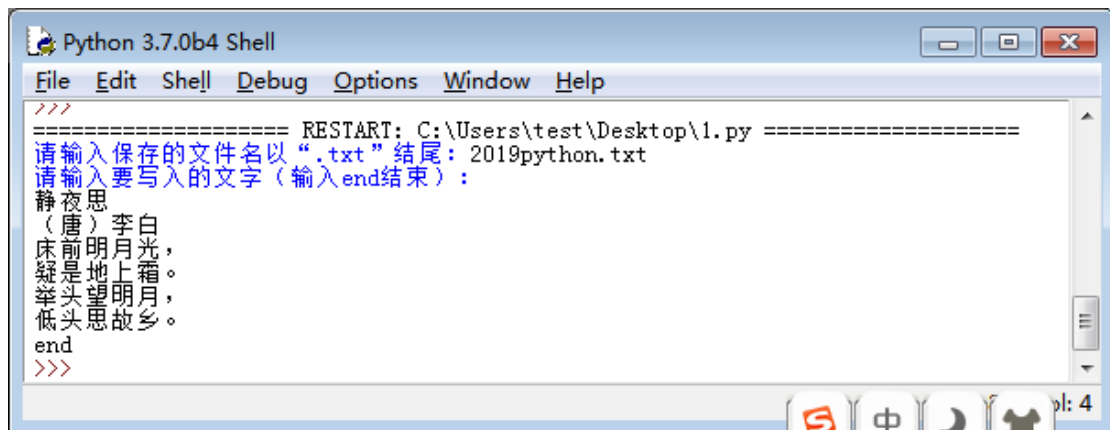 Python 3.7.0b4 Shell
File Edit Shell Debug Options Window Help
>>>
==================== RESTART: C:\Users\test\Desktop\1.py ====================
请输入保存的文件名以“.txt”结尾: 2019python.txt
请输入要写入的文字（输入end结束）:
静夜思
（唐）李白
床前明月光，
疑是地上霜。
举头望明月，
低头思故乡。
end
>>>
中
: 4